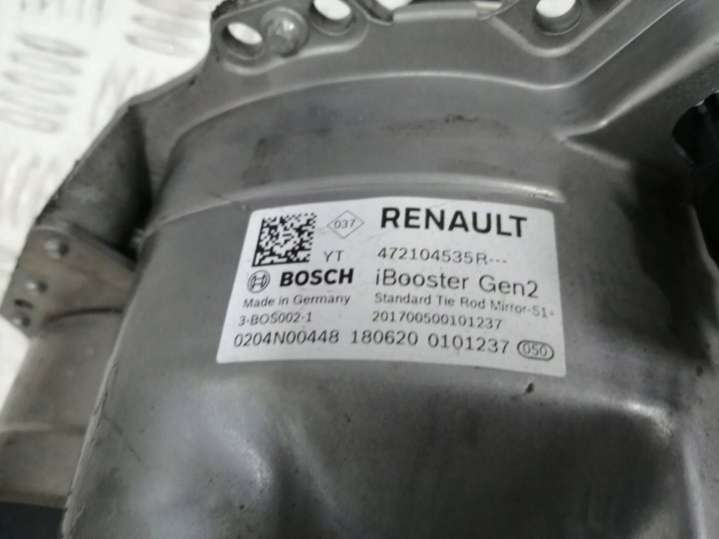 037
RENAULT
YT
472104535R---
BOSCH
iBooster Gen2
Made in Germany
Standard Tie Rod Mirror-S1+
3-BOS002-1
201700500101237
0204N00448 180620 0101237 050